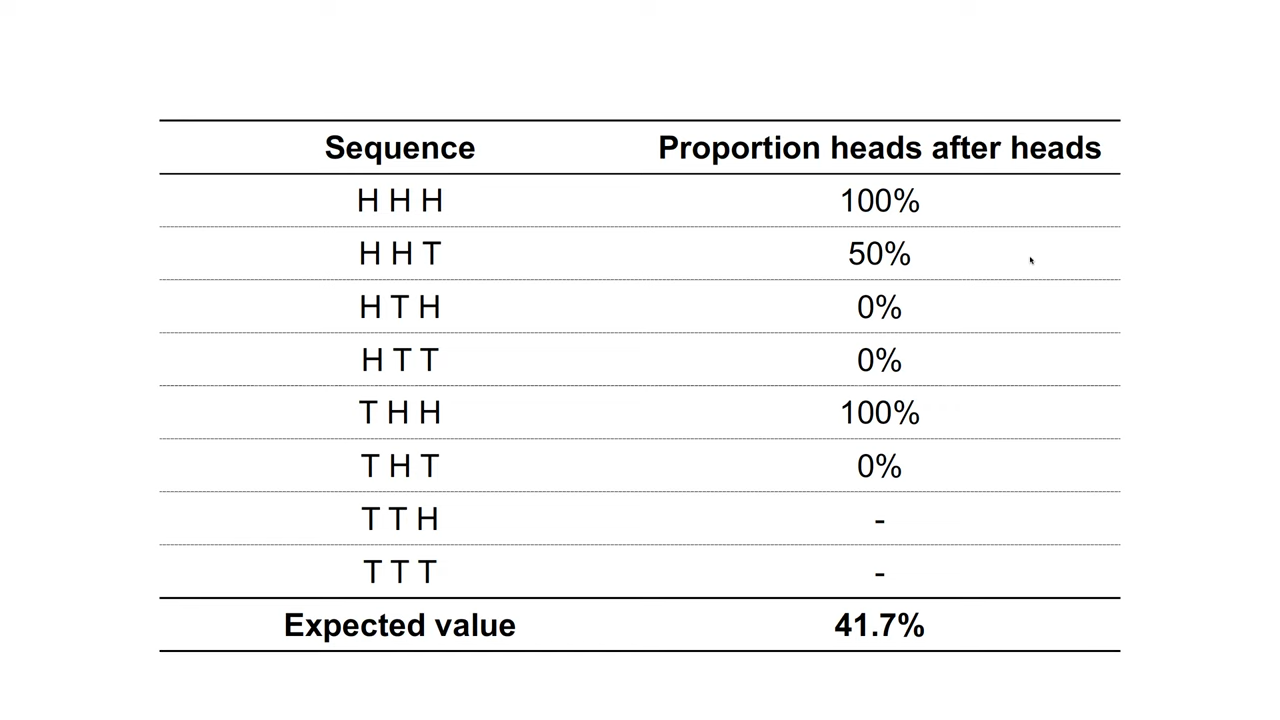 Sequence Proportion heads after heads
H H H 100%
H H T 50%
H T H 0%
H T T 0%
T H H 100%
T H T 0%
T T H -
T T T -
Expected value 41.7%